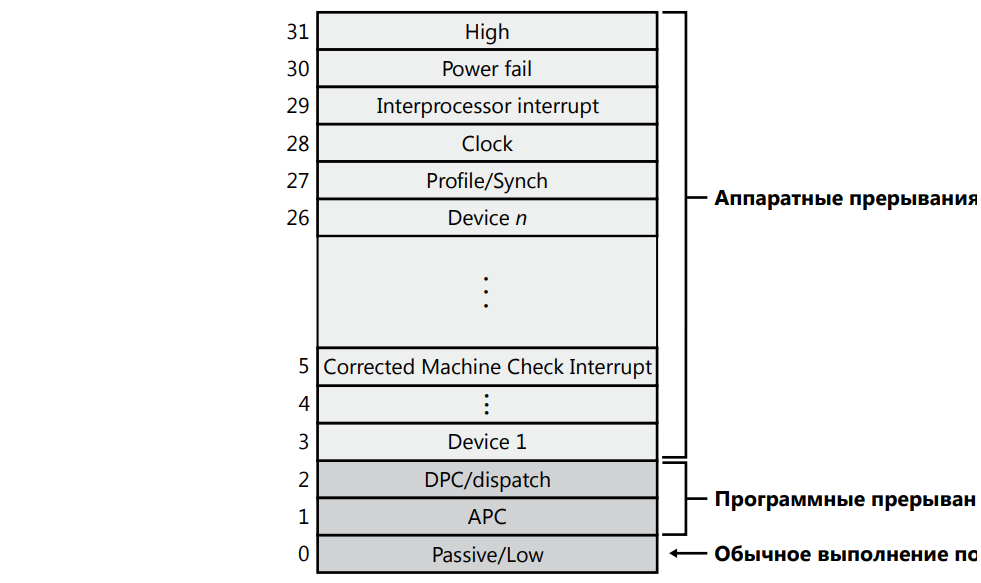 31 High
30 Power fail
29 Interprocessor interrupt
28 Clock
27 Profile/Synch
Аппаратные прерывания
26 Device n
5 Corrected Machine Check Interrupt
4
3 Device 1
2 DPC/dispatch
Программные прерыван
1 APC
0 Passive/Low Обычное выполнение по